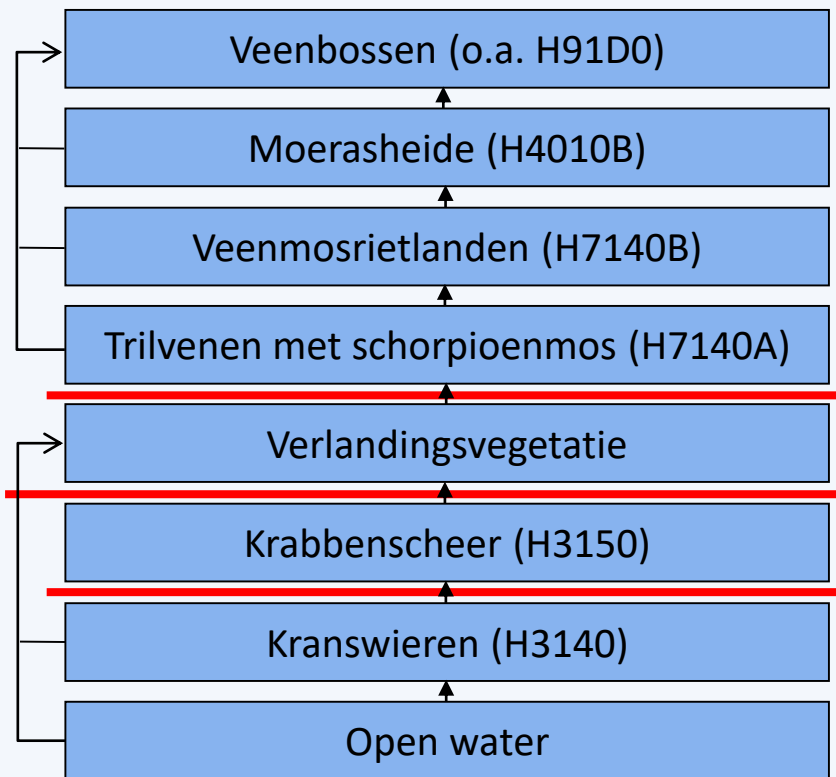 Veenbossen (o.a. H91D0)
Moerasheide (H4010B)
Veenmosrietlanden (H7140B)
Trilvenen met schorpioenmos (H7140A)
Verlandingsvegetatie
Krabbenscheer (H3150)
Kranswieren (H3140)
Open water